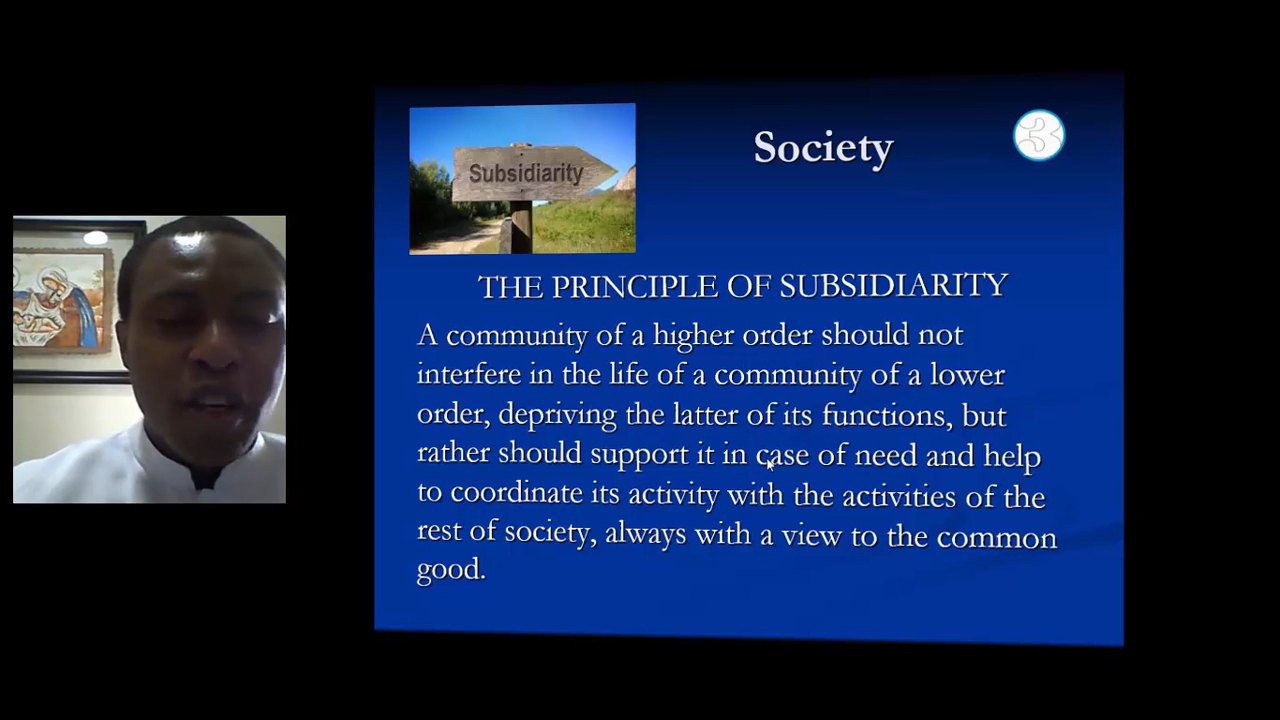 Subsidiarity
Society
3
THE PRINCIPLE OF SUBSIDIARITY
A community of a higher order should not
interfere in the life of a community of a lower
order, depriving the latter of its functions, but
rather should support it in case of need and help
to coordinate its activity with the activities of the
rest of society, always with a view to the common
good.